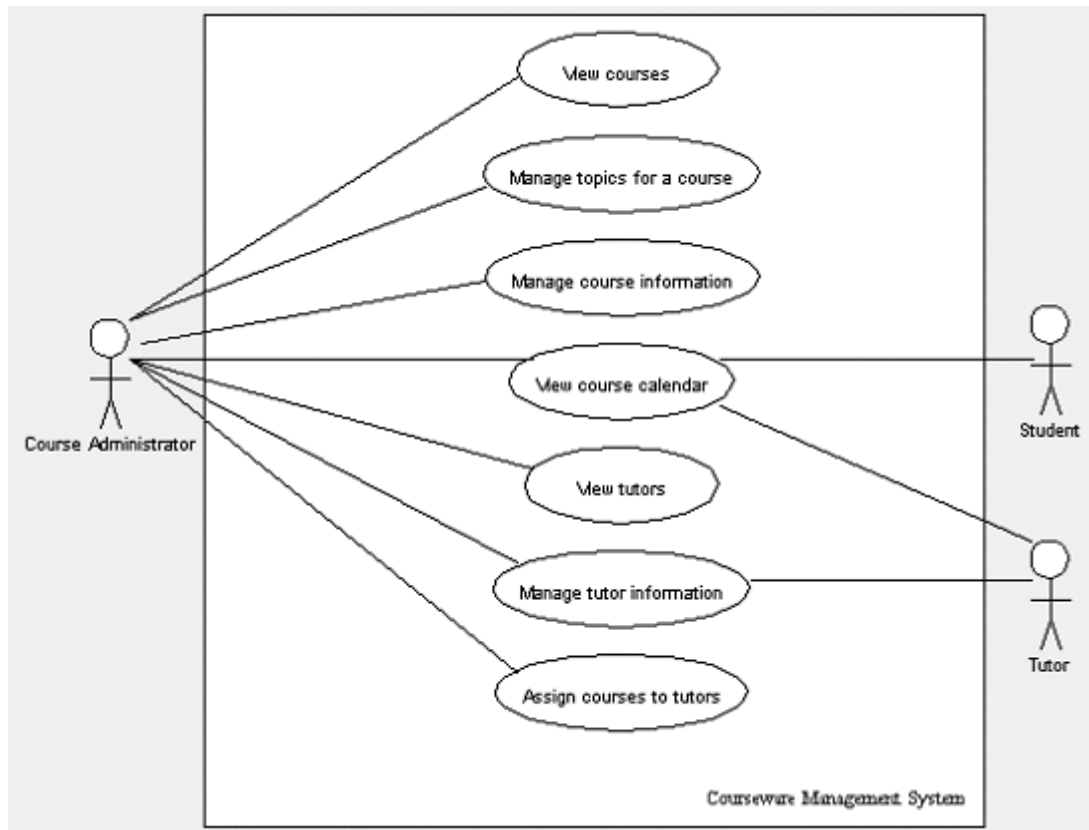 View courses
Manage topics for a course
Manage course information
View course calendar
Course Administrator
Student
View tutors
Manage tutor information
Tutor
Assign courses to tutors
Courseware Management System